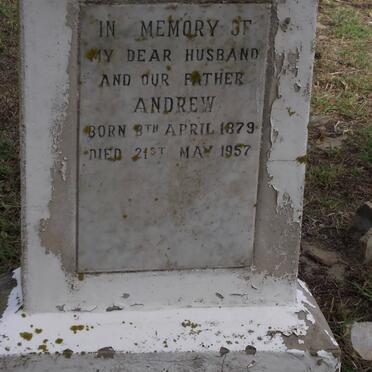 IN MEMORY OF
MY DEAR HUSBAND
AND OUR FATHER
ANDREW
BORN 8TH APRIL 1879
DIED 21ST MAY 1957